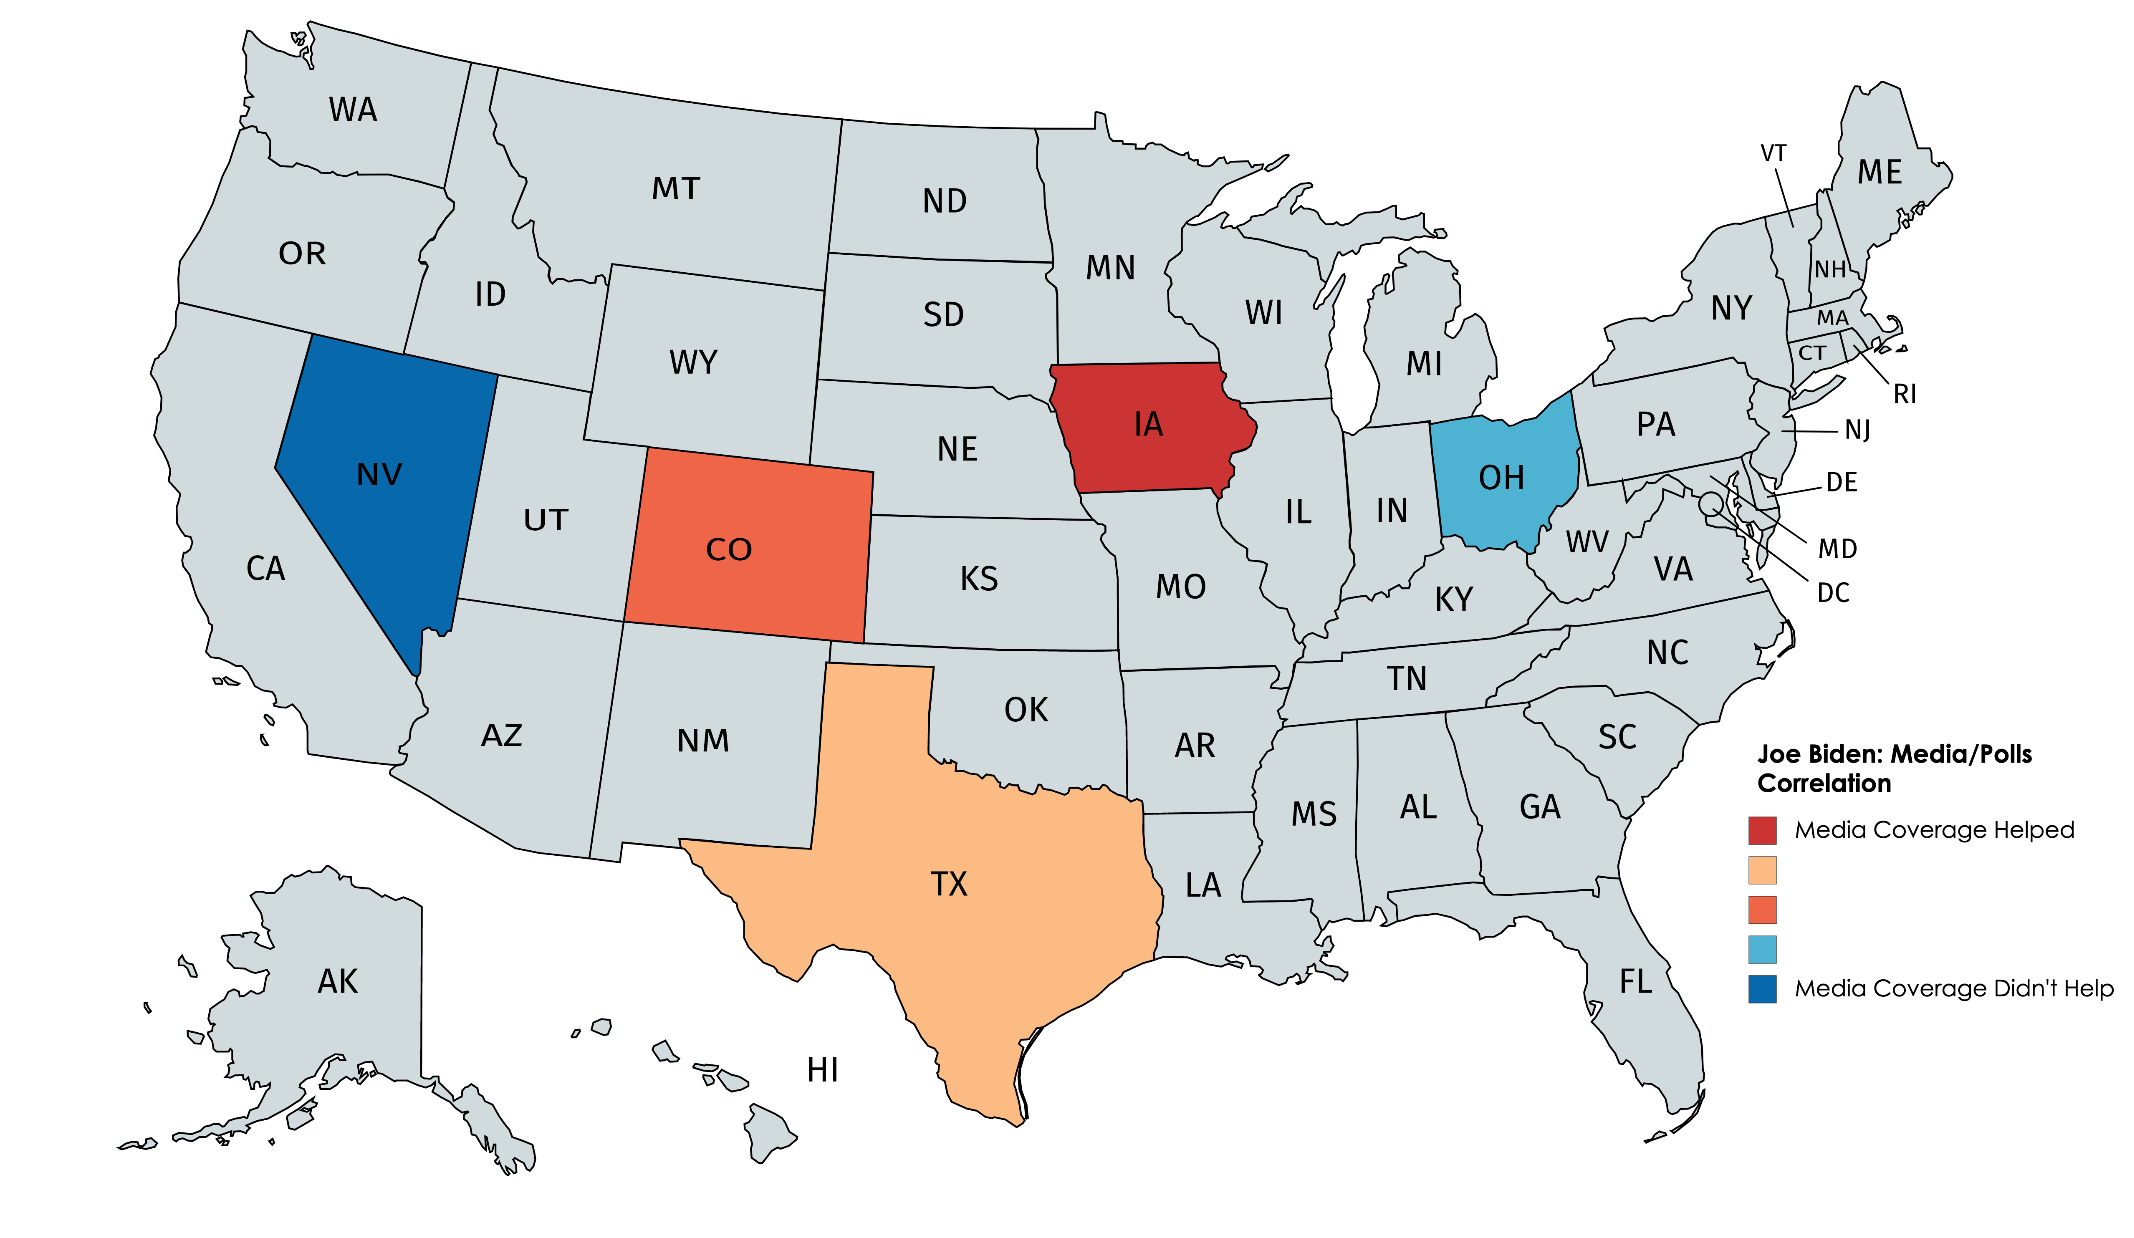 WA
MT
ND
MN
OR
ID
SD
WI
MI
VT
ME
NH
NY
MA
CT
RI
WY
NE
IA
PA
NJ
NV
UT
CO
CA
KS
MO
IL
IN
OH
DE
WV
MD
VA
DC
KY
NC
TN
AZ
NM
OK
AR
SC
MS
AL
GA
TX
LA
FL
AK
HI
Joe Biden: Media/Polls
Correlation
Media Coverage Helped
Media Coverage Didn't Help